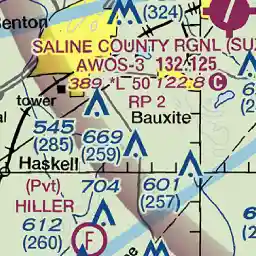 Benton
(324)
SALINE COUNTY RGNL (SUZ
AWOS-3 132.125
389 *L 50 122.8 C
RP 2
tower
Bauxite
545
(285)
669
(259)
Haskell
(Pvt) 704
HILLER
601
(257)
612
(260)
F